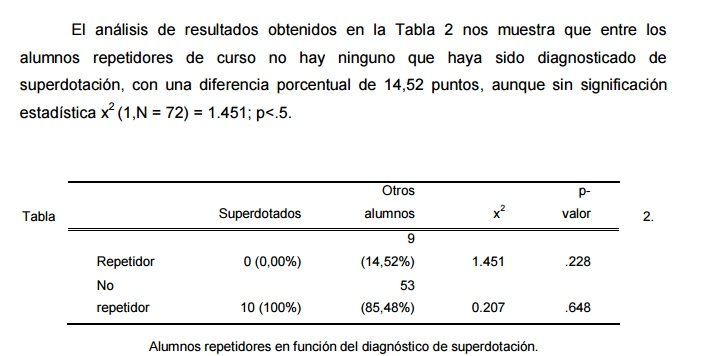 El análisis de resultados obtenidos en la Tabla 2 nos muestra que entre los
alumnos repetidores de curso no hay ninguno que haya sido diagnosticado de
superdotación, con una diferencia porcentual de 14,52 puntos, aunque sin significación
estadística x² (1,N = 72) = 1.451; p<.5.
Otros p-
Tabla Superdotados alumnos x² valor 2.
9
Repetidor 0 (0,00%) (14,52%) 1.451 .228
No 53
repetidor 10 (100%) (85,48%) 0.207 .648
Alumnos repetidores en función del diagnóstico de superdotación.